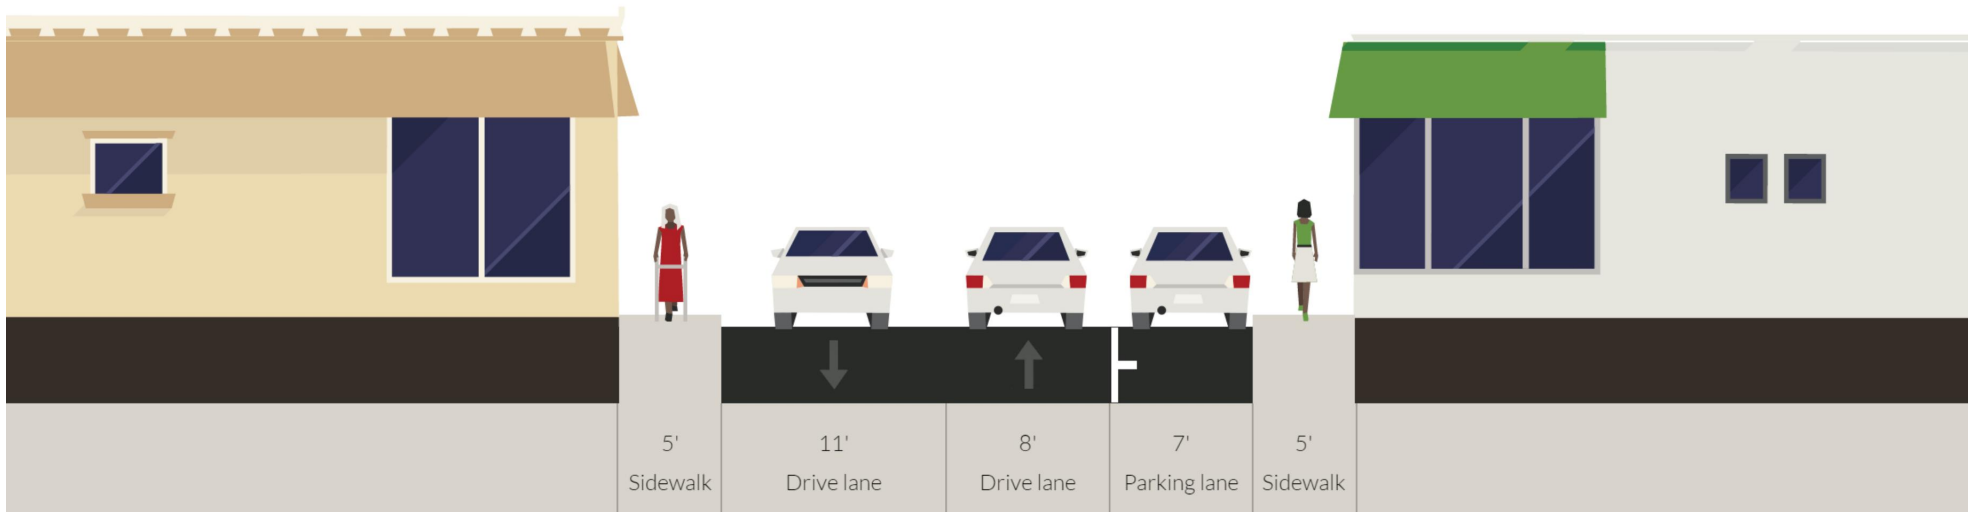 5' 11' 8' 7' 5'
Sidewalk Drive lane Drive lane Parking lane Sidewalk